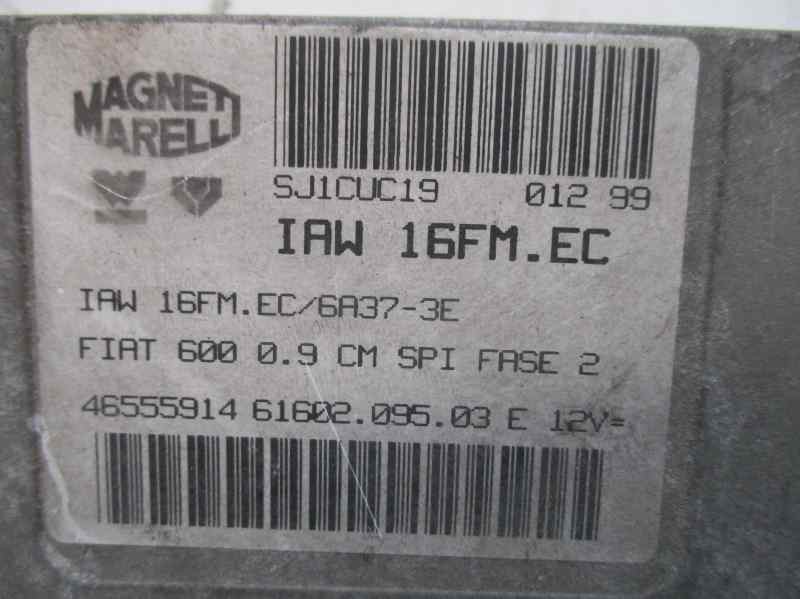 MAGNETI
MARELLI
SJ1CUC19 012 99
IAW 16FM.EC
IAW 16FM.EC/6A37-3E
FIAT 600 0.9 CM SPI FASE 2
46555914 61602.095.03 E 12V=